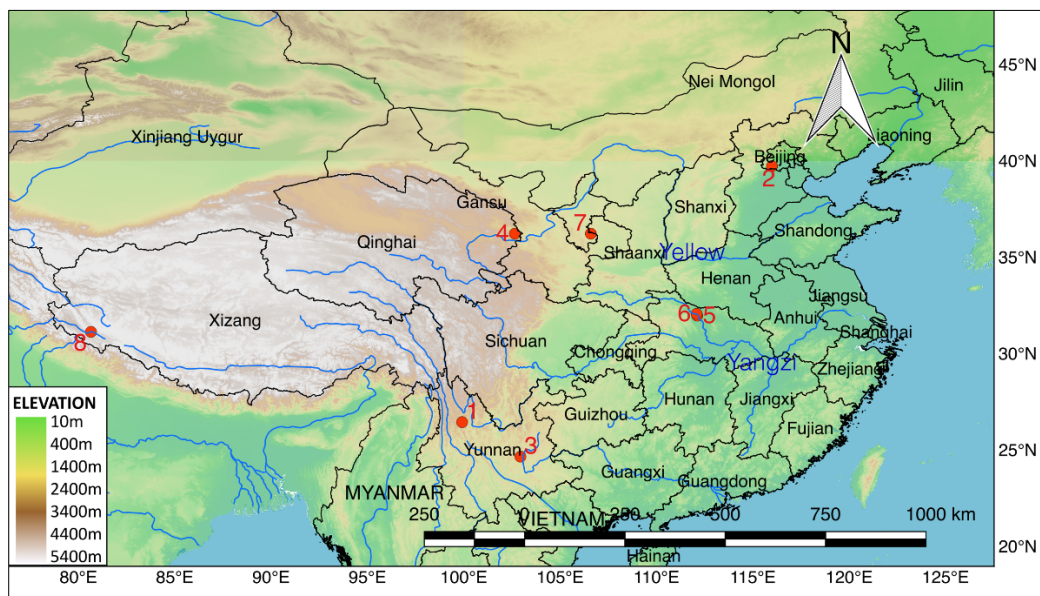 N
45°N
Nei Mongol
Jilin
Xinjiang Uygur
iaoning
Beijing
40°N
2
Gansu
Shanxi
7
4
Shandong
Qinghai
Shaanxi
Yellow
35°N
Henan
Jiangsu
6
5
Anhui
Xizang
Shanghai
8
Sichuan
Chongqing
Yangzi
30°N
Zhejiang
ELEVATION
10m
400m
1400m
2400m
3400m
4400m
5400m
1
Guizhou
Hunan
Jiangxi
Fujian
Yunnan
3
25°N
Guangxi
Guangdong
MYANMAR
250
0
VIETNAM
250
500
750
1000 km
Hainan
20°N
80°E
85°E
90°E
95°E
100°E
105°E
110°E
115°E
120°E
125°E